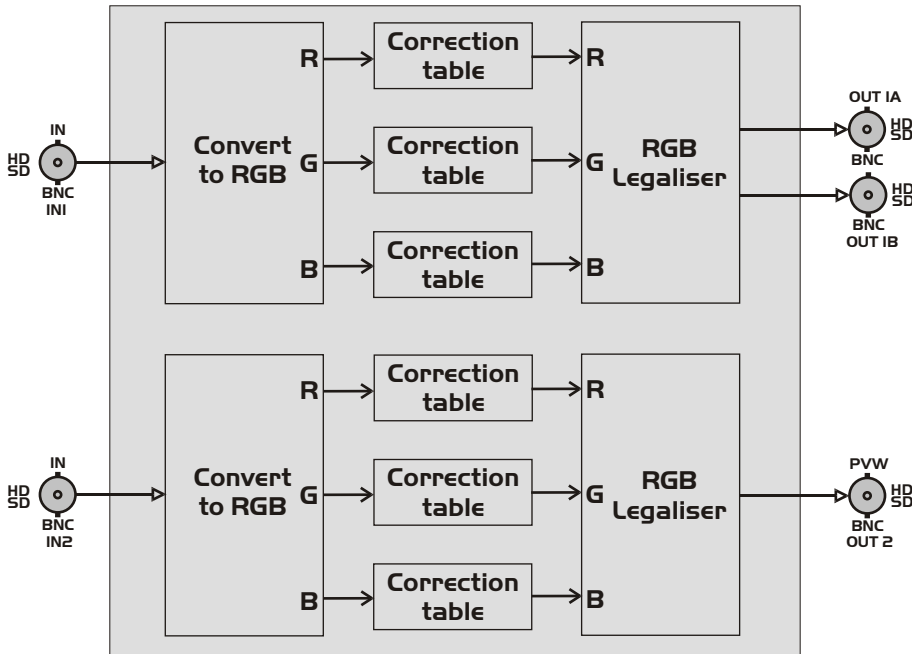 R
Correction
table
R
OUT 1A
IN
HD
SD
BNC
IN1
Convert
to RGB
G
Correction
table
G
RGB
Legaliser
HD
SD
BNC
HD
SD
BNC
OUT 1B
B
Correction
table
B
R
Correction
table
R
IN
HD
SD
BNC
IN2
Convert
to RGB
G
Correction
table
G
RGB
Legaliser
PVW
HD
SD
BNC
OUT 2
B
Correction
table
B